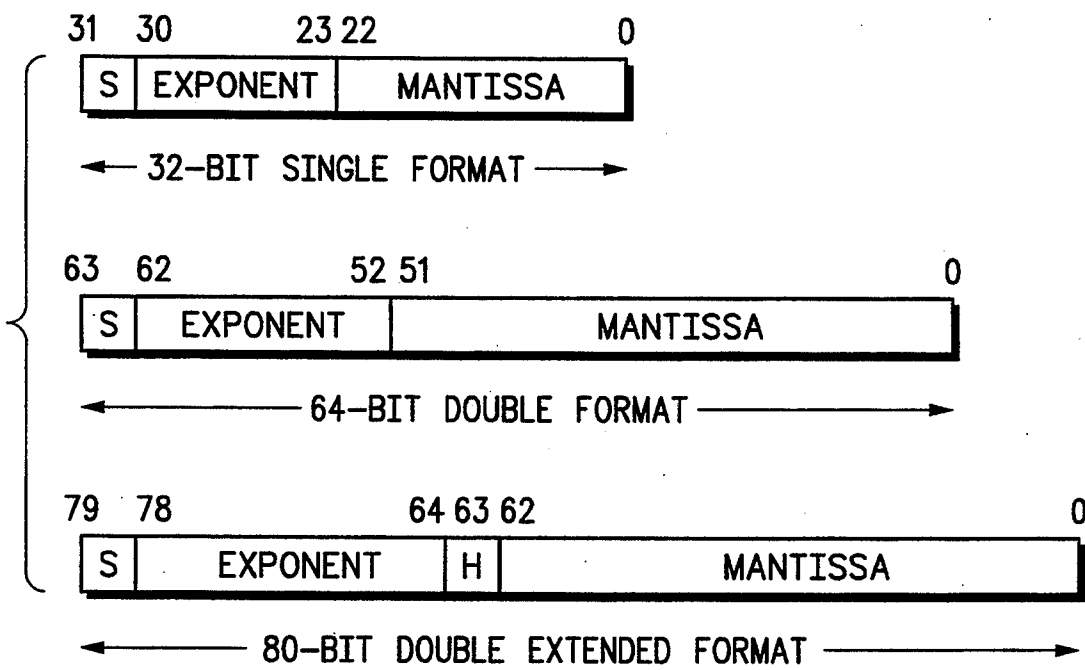 31 30 23 22 0
S EXPONENT MANTISSA
32-BIT SINGLE FORMAT
63 62 52 51 0
S EXPONENT MANTISSA
64-BIT DOUBLE FORMAT
79 78 64 63 62 0
S EXPONENT H MANTISSA
80-BIT DOUBLE EXTENDED FORMAT